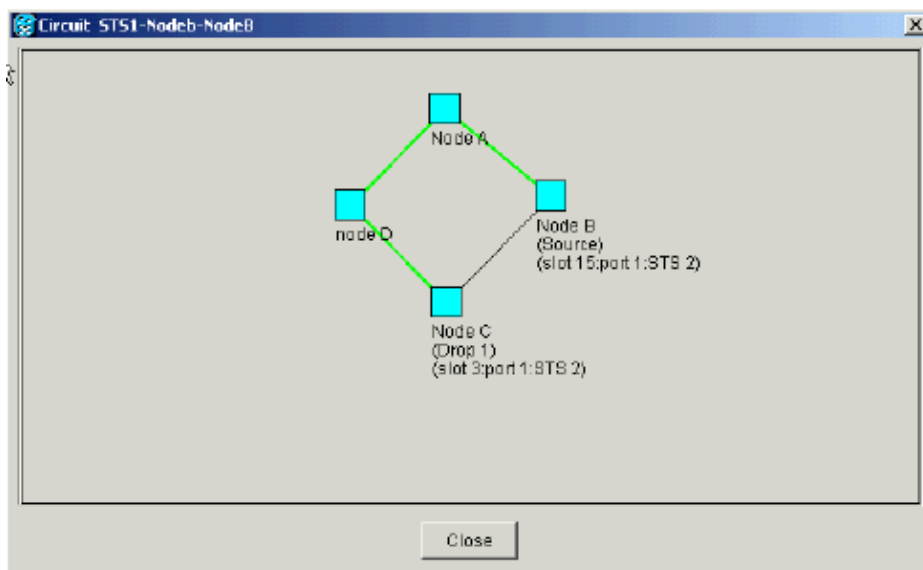 Circuit STS1-Nodeb-Node8
Node A
node D
Node B
(Source)
(slot 15:port 1:STS 2)
Node C
(Drop 1)
(slot 3:port 1:STS 2)
Close